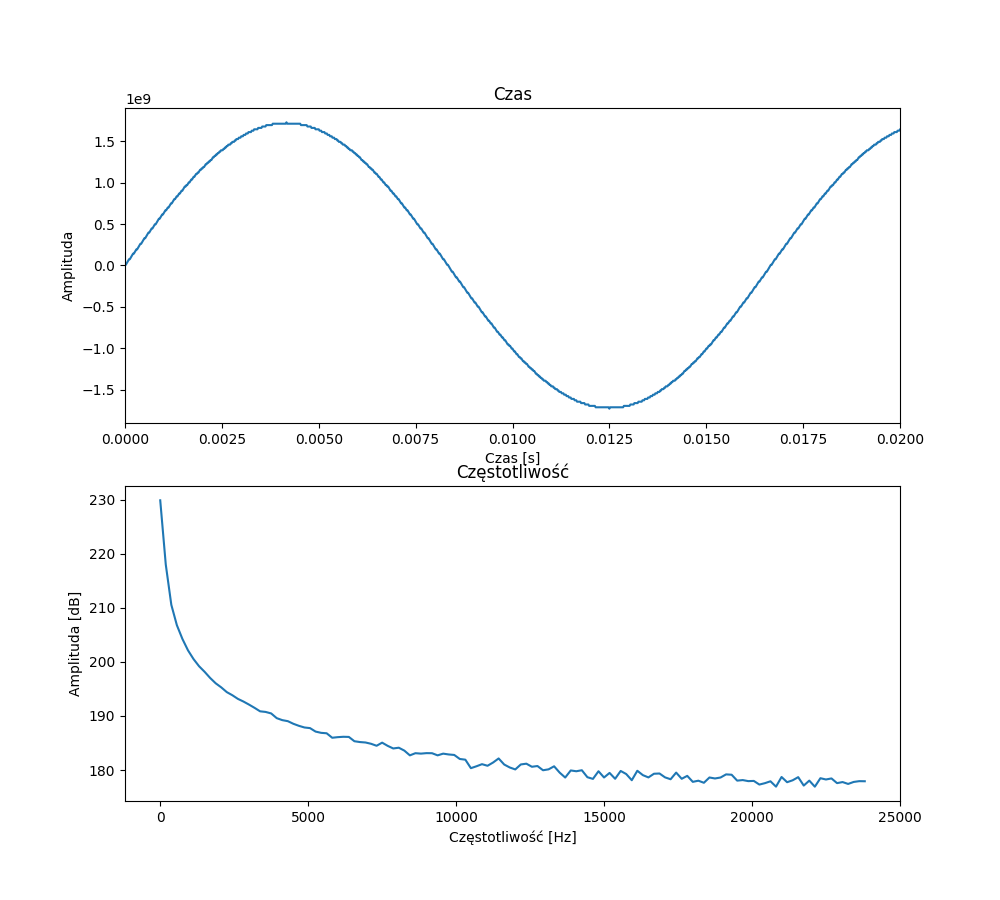 Czas
1e9
Amplituda
1.5
1.0
0.5
0.0
−0.5
−1.0
−1.5
0.0000 0.0025 0.0050 0.0075 0.0100 0.0125 0.0150 0.0175 0.0200
Czas [s]
Częstotliwość
Amplituda [dB]
230
220
210
200
190
180
0 5000 10000 15000 20000 25000
Częstotliwość [Hz]